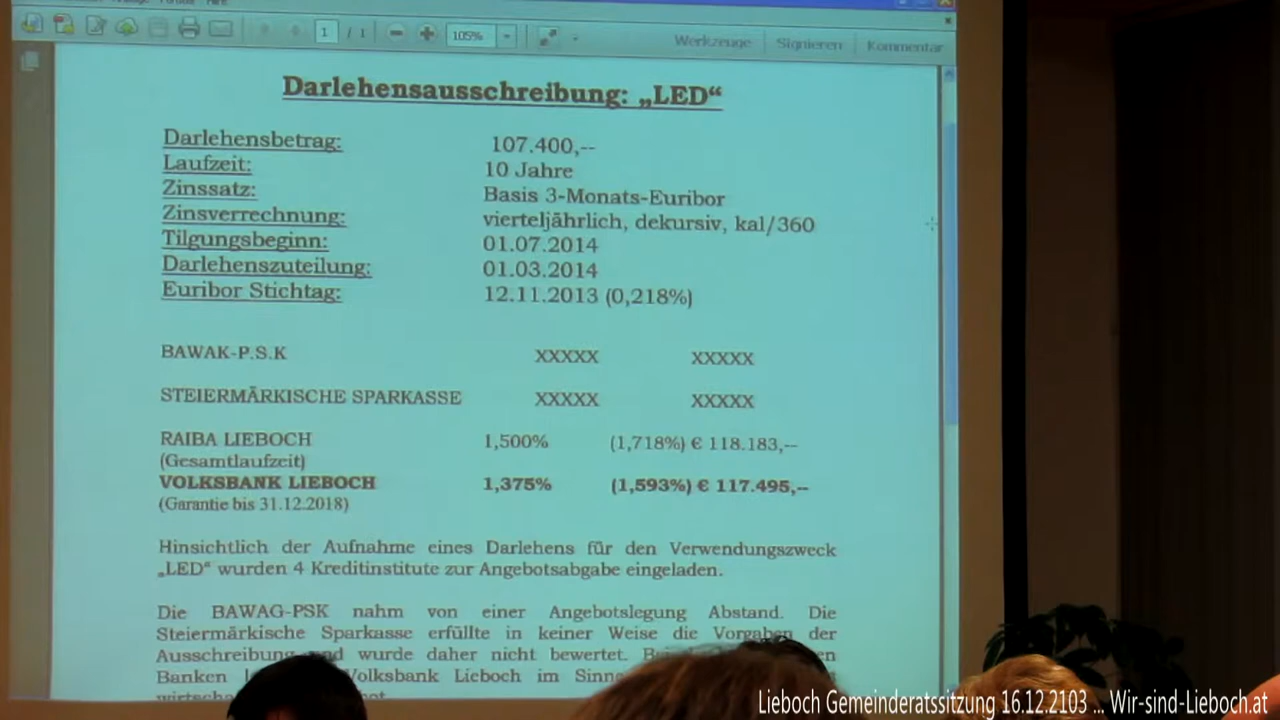 1 / 1
105%
Werkzeuge
Signieren
Kommentar
Darlehensausschreibung: „LED“
Darlehensbetrag: 107.400,--
Laufzeit: 10 Jahre
Zinssatz: Basis 3-Monats-Euribor
Zinsverrechnung: vierteljährlich, dekursiv, kal/360
Tilgungsbeginn: 01.07.2014
Darlehenszuteilung: 01.03.2014
Euribor Stichtag: 12.11.2013 (0,218%)
BAWAK-P.S.K XXXXX XXXXX
STEIERMÄRKISCHE SPARKASSE XXXXX XXXXX
RAIBA LIEBOCH 1,500% (1,718%) € 118.183,--
(Gesamtlaufzeit)
VOLKSBANK LIEBOCH 1,375% (1,593%) € 117.495,--
(Garantie bis 31.12.2018)
Hinsichtlich der Aufnahme eines Darlehens für den Verwendungszweck
„LED“ wurden 4 Kreditinstitute zur Angebotsabgabe eingeladen.
Die BAWAG-PSK nahm von einer Angebotslegung Abstand. Die
Steiermärkische Sparkasse erfüllte in keiner Weise die Vorgaben der
Ausschreibung und wurde daher nicht bewertet.
Banken Volksbank Lieboch im
Lieboch Gemeinderatssitzung 16.12.2103 ... Wir-sind-Lieboch.at